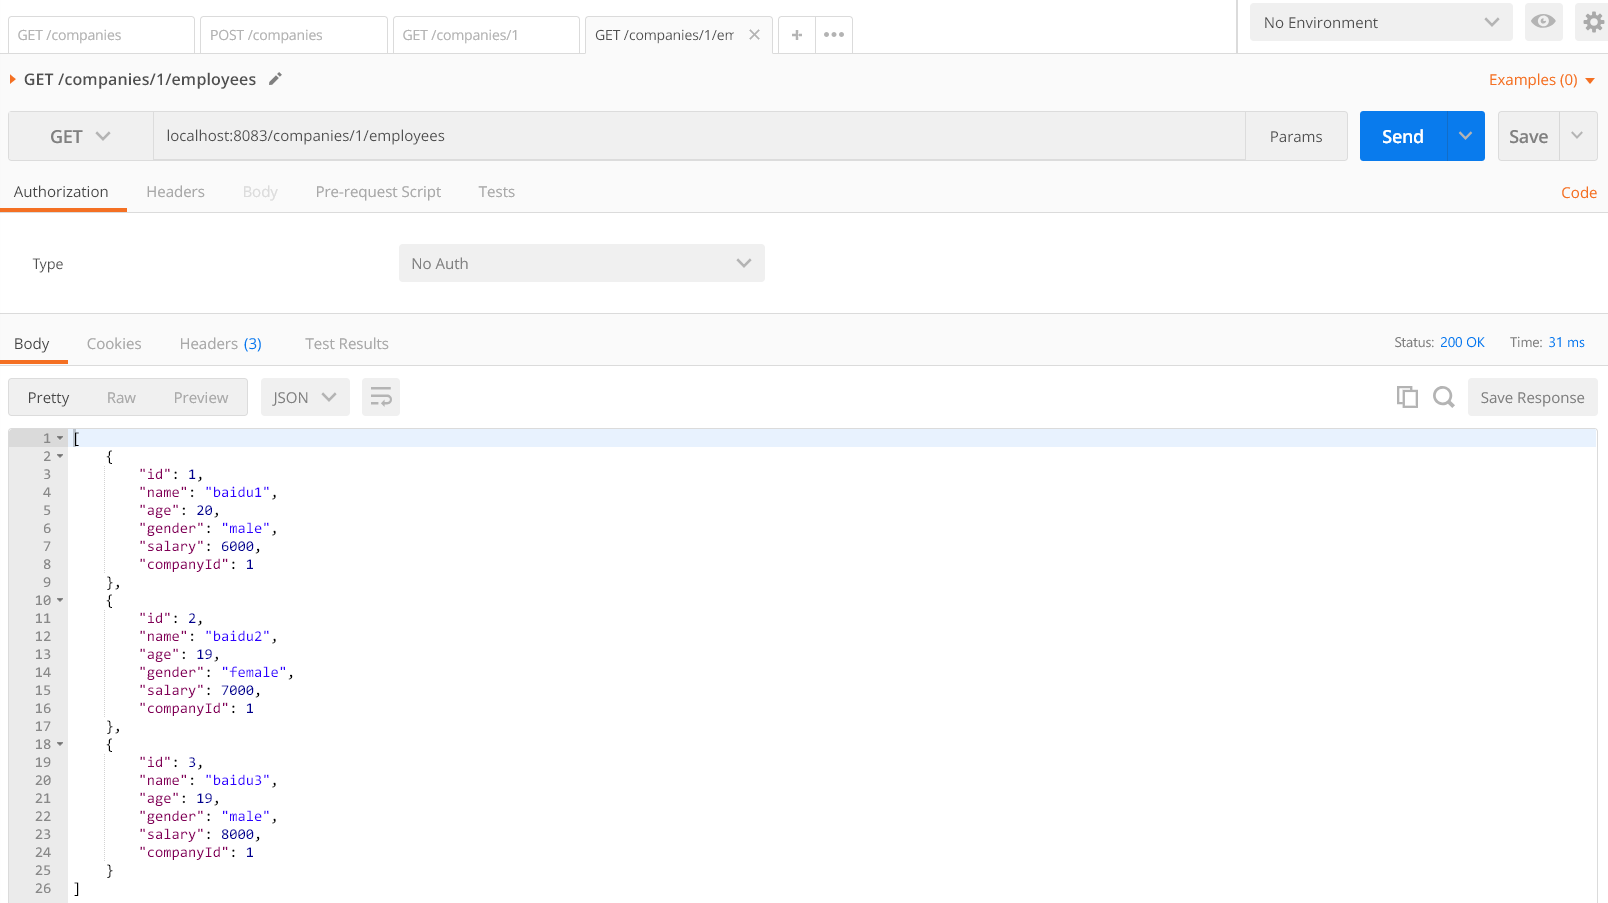 GET /companies
POST /companies
GET /companies/1
GET /companies/1/em
No Environment
GET /companies/1/employees
Examples (0)
GET
localhost:8083/companies/1/employees
Params
Send
Save
Authorization
Headers
Body
Pre-request Script
Tests
Code
Type
No Auth
Body
Cookies
Headers (3)
Test Results
Status: 200 OK
Time: 31 ms
Pretty
Raw
Preview
JSON
Save Response
1 [
2 {
3 "id": 1,
4 "name": "baidu1",
5 "age": 20,
6 "gender": "male",
7 "salary": 6000,
8 "companyId": 1
9 },
10 {
11 "id": 2,
12 "name": "baidu2",
13 "age": 19,
14 "gender": "female",
15 "salary": 7000,
16 "companyId": 1
17 },
18 {
19 "id": 3,
20 "name": "baidu3",
21 "age": 19,
22 "gender": "male",
23 "salary": 8000,
24 "companyId": 1
25 }
26 ]